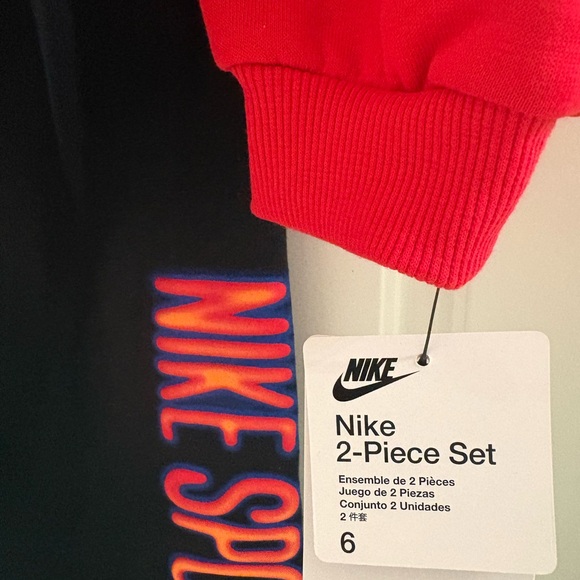 NIKE SPO
NIKE
Nike
2-Piece Set
Ensemble de 2 Pièces
Juego de 2 Piezas
Conjunto 2 Unidades
2 件套
6